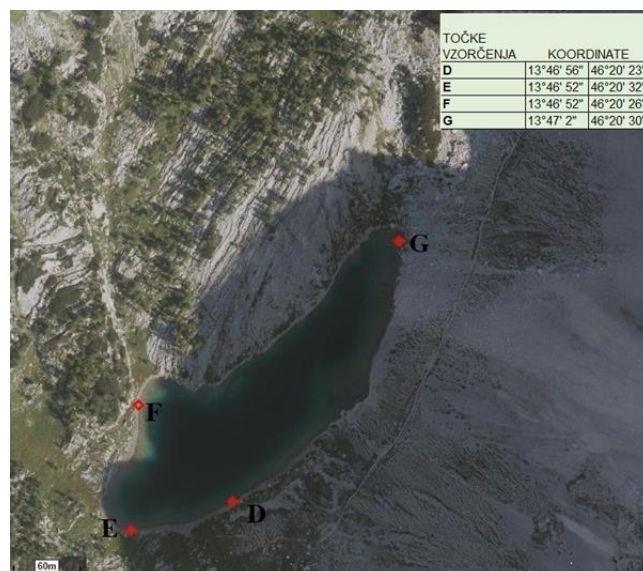 TOČKE
VZORČENJA KOORDINATE
D 13°46' 56" 46°20' 23'
E 13°46' 52" 46°20' 32'
F 13°46' 52" 46°20' 26'
G 13°47' 2" 46°20' 30'
G
F
D
E
60m